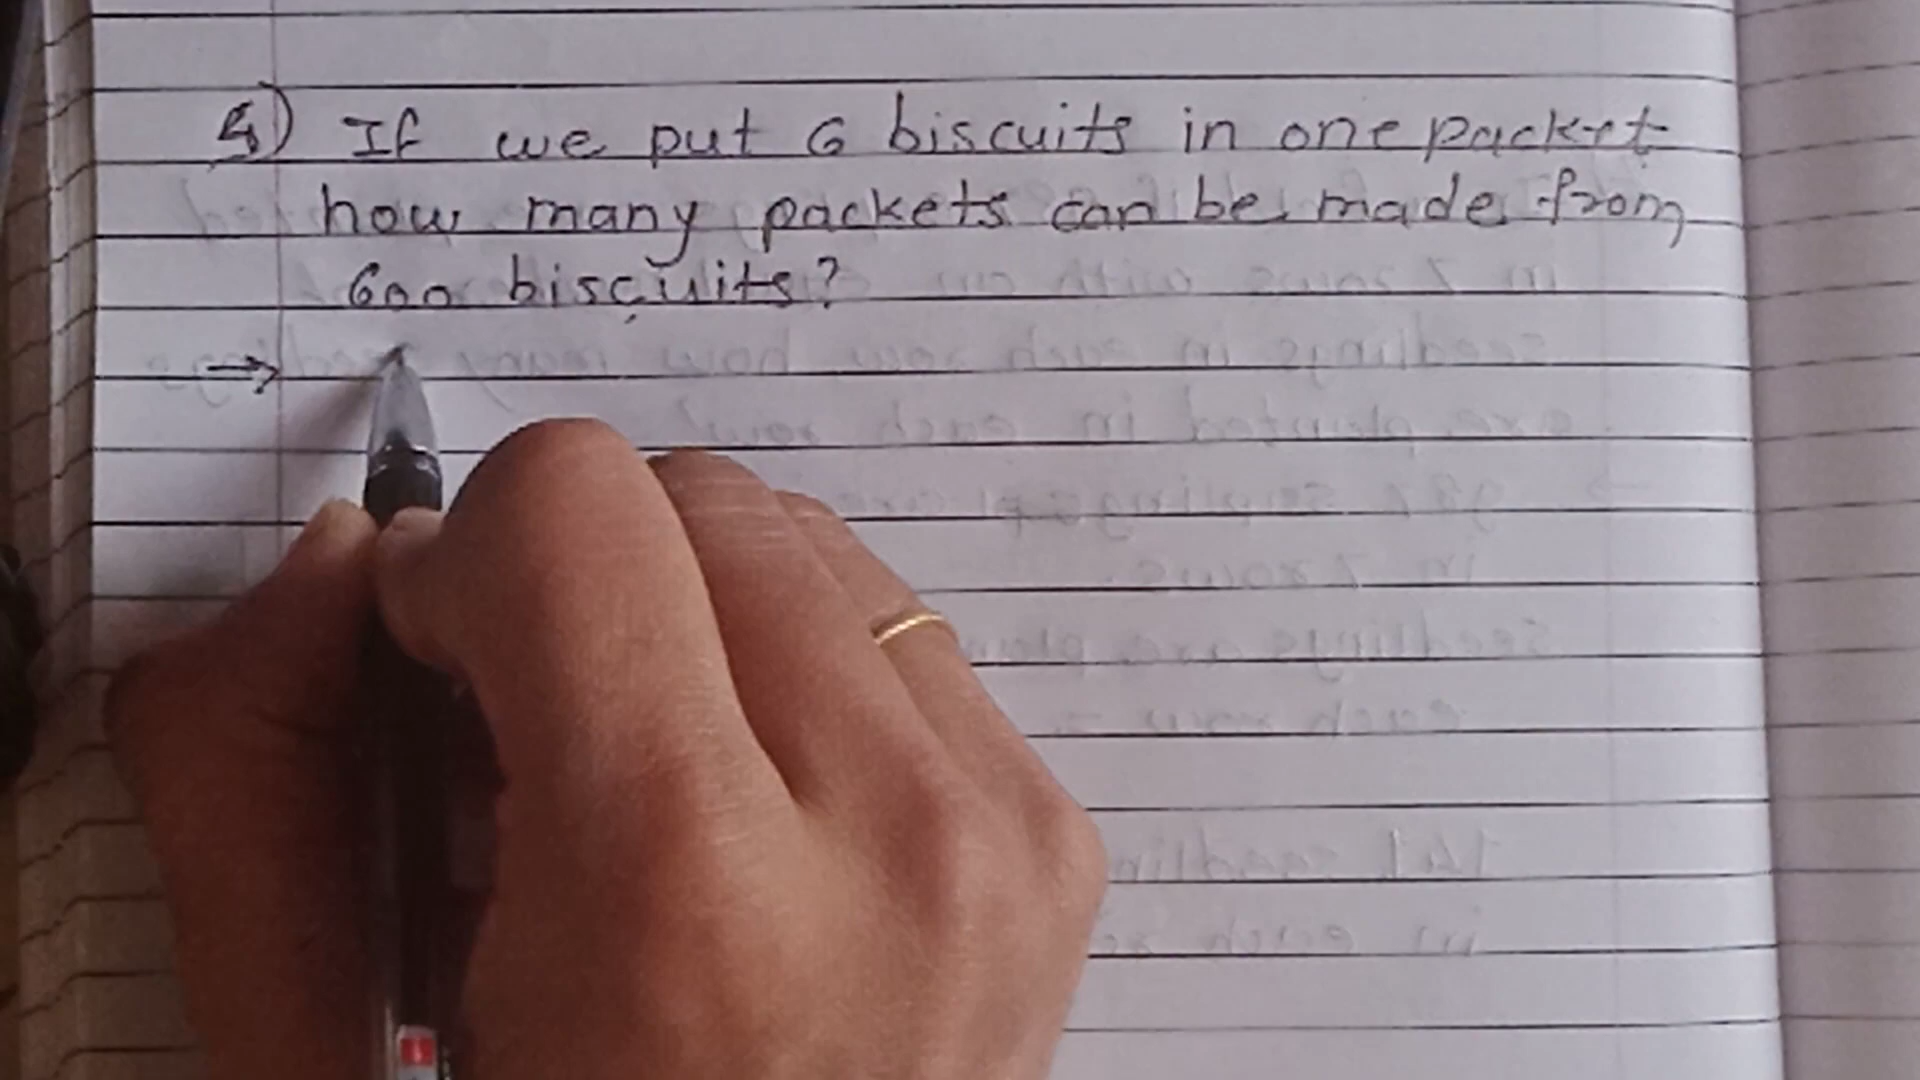 5) If we put 6 biscuits in one packet
how many packets can be made from
600 biscuits?
→